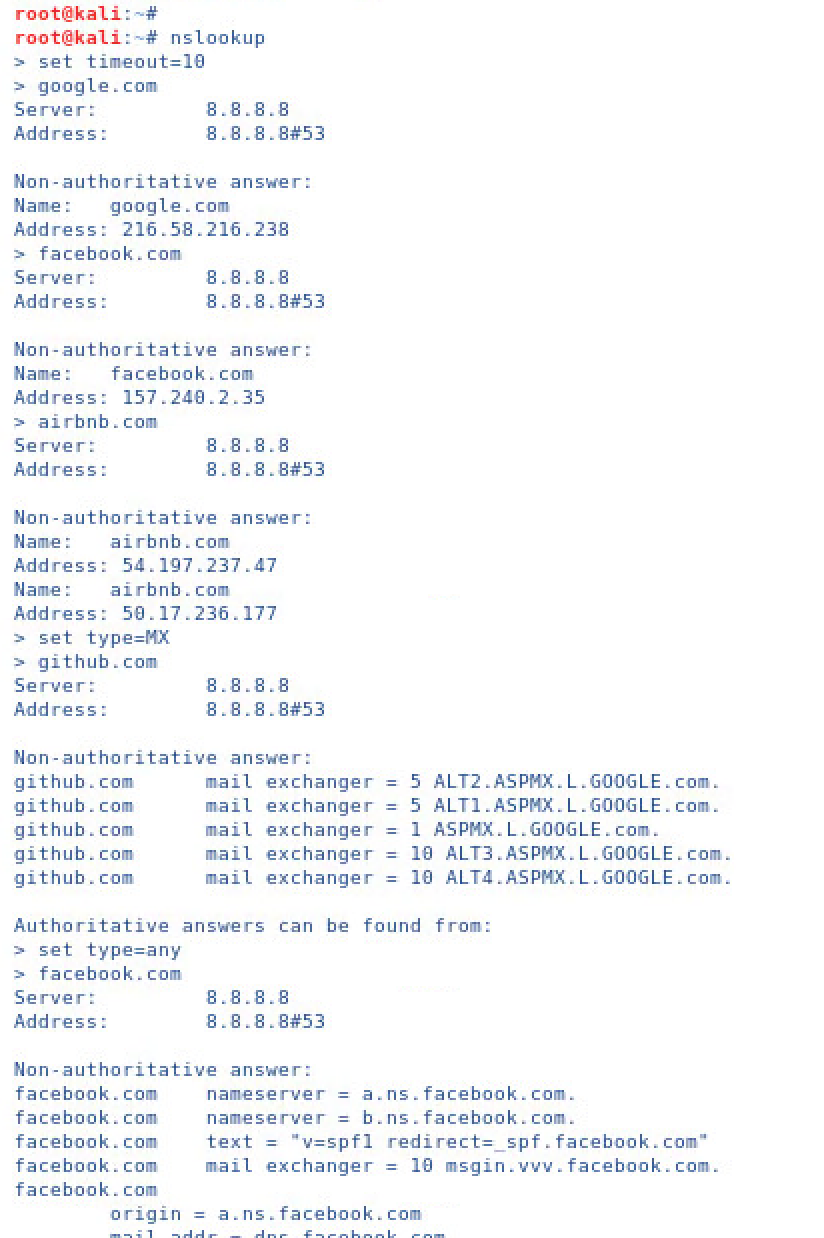 root@kali:~#
root@kali:~# nslookup
> set timeout=10
> google.com
Server:         8.8.8.8
Address:        8.8.8.8#53

Non-authoritative answer:
Name:   google.com
Address: 216.58.216.238
> facebook.com
Server:         8.8.8.8
Address:        8.8.8.8#53

Non-authoritative answer:
Name:   facebook.com
Address: 157.240.2.35
> airbnb.com
Server:         8.8.8.8
Address:        8.8.8.8#53

Non-authoritative answer:
Name:   airbnb.com
Address: 54.197.237.47
Name:   airbnb.com
Address: 50.17.236.177
> set type=MX
> github.com
Server:         8.8.8.8
Address:        8.8.8.8#53

Non-authoritative answer:
github.com      mail exchanger = 5 ALT2.ASPMX.L.GOOGLE.com.
github.com      mail exchanger = 5 ALT1.ASPMX.L.GOOGLE.com.
github.com      mail exchanger = 1 ASPMX.L.GOOGLE.com.
github.com      mail exchanger = 10 ALT3.ASPMX.L.GOOGLE.com.
github.com      mail exchanger = 10 ALT4.ASPMX.L.GOOGLE.com.

Authoritative answers can be found from:
> set type=any
> facebook.com
Server:         8.8.8.8
Address:        8.8.8.8#53

Non-authoritative answer:
facebook.com    nameserver = a.ns.facebook.com.
facebook.com    nameserver = b.ns.facebook.com.
facebook.com    text = "v=spf1 redirect=_spf.facebook.com"
facebook.com    mail exchanger = 10 msgin.vvv.facebook.com.
facebook.com
        origin = a.ns.facebook.com
        mail addr = dns.facebook.com